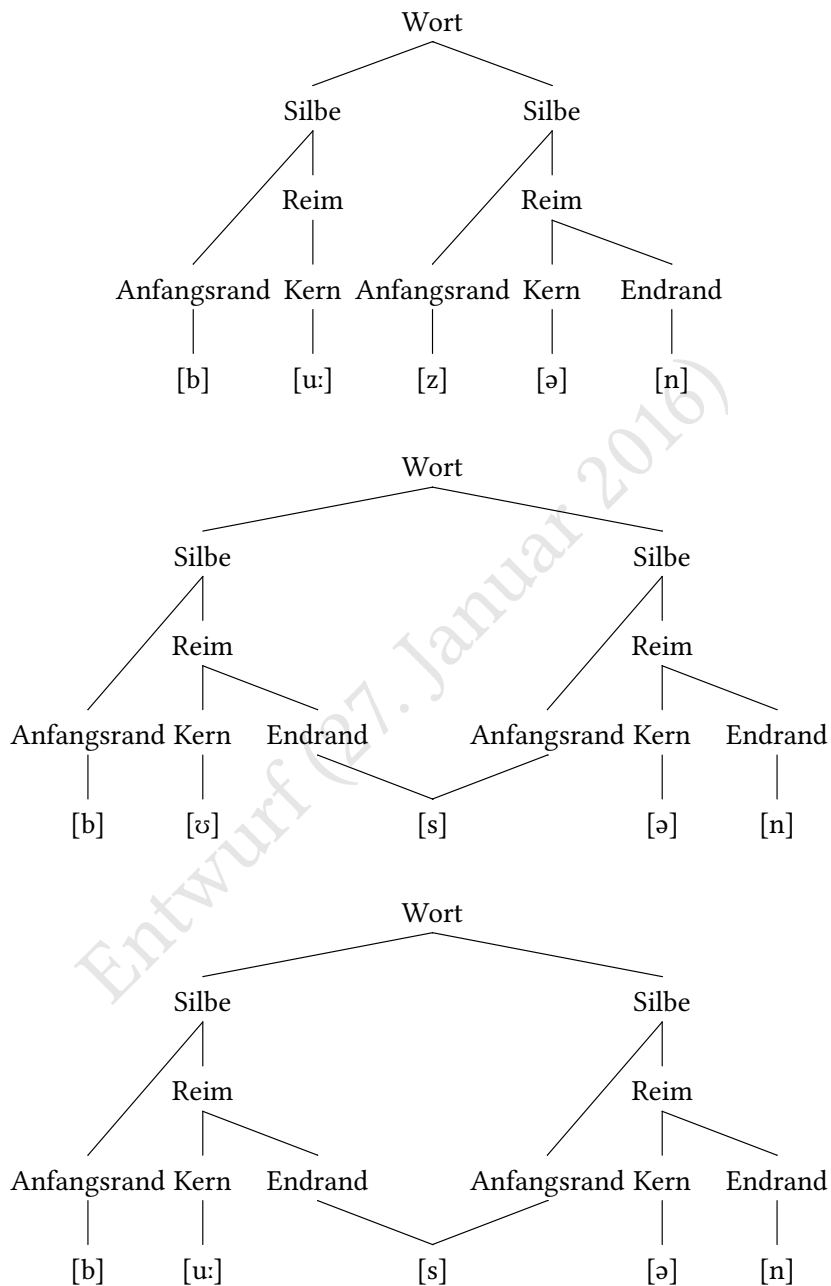 Wort
Silbe Silbe
Reim Reim
Anfangsrand Kern Anfangsrand Kern Endrand
[b] [uː] [z] [ə] [n]
Wort
Silbe Silbe
Reim Reim
Anfangsrand Kern Endrand Anfangsrand Kern Endrand
[b] [ʊ] [s] [ə] [n]
Wort
Silbe Silbe
Reim Reim
Anfangsrand Kern Endrand Anfangsrand Kern Endrand
[b] [uː] [s] [ə] [n]
Entwurf (27. Januar 2016)